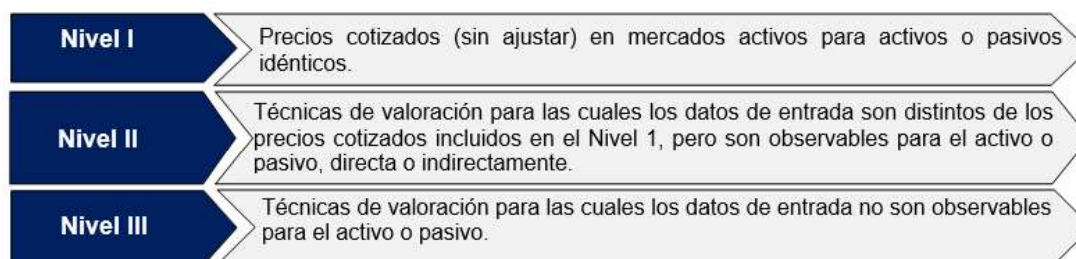 Nivel I
Precios cotizados (sin ajustar) en mercados activos para activos o pasivos
idénticos.
Nivel II
Técnicas de valoración para las cuales los datos de entrada son distintos de los
precios cotizados incluidos en el Nivel 1, pero son observables para el activo o
pasivo, directa o indirectamente.
Nivel III
Técnicas de valoración para las cuales los datos de entrada no son observables
para el activo o pasivo.